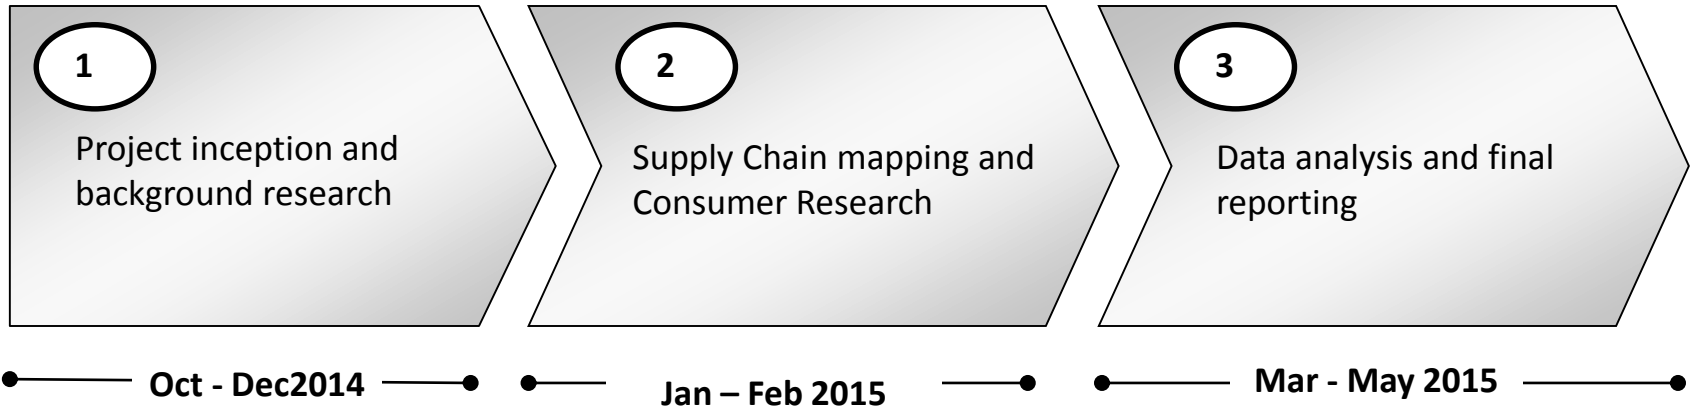 1
Project inception and
background research
2
Supply Chain mapping and
Consumer Research
3
Data analysis and final
reporting
Oct - Dec2014
Jan – Feb 2015
Mar - May 2015